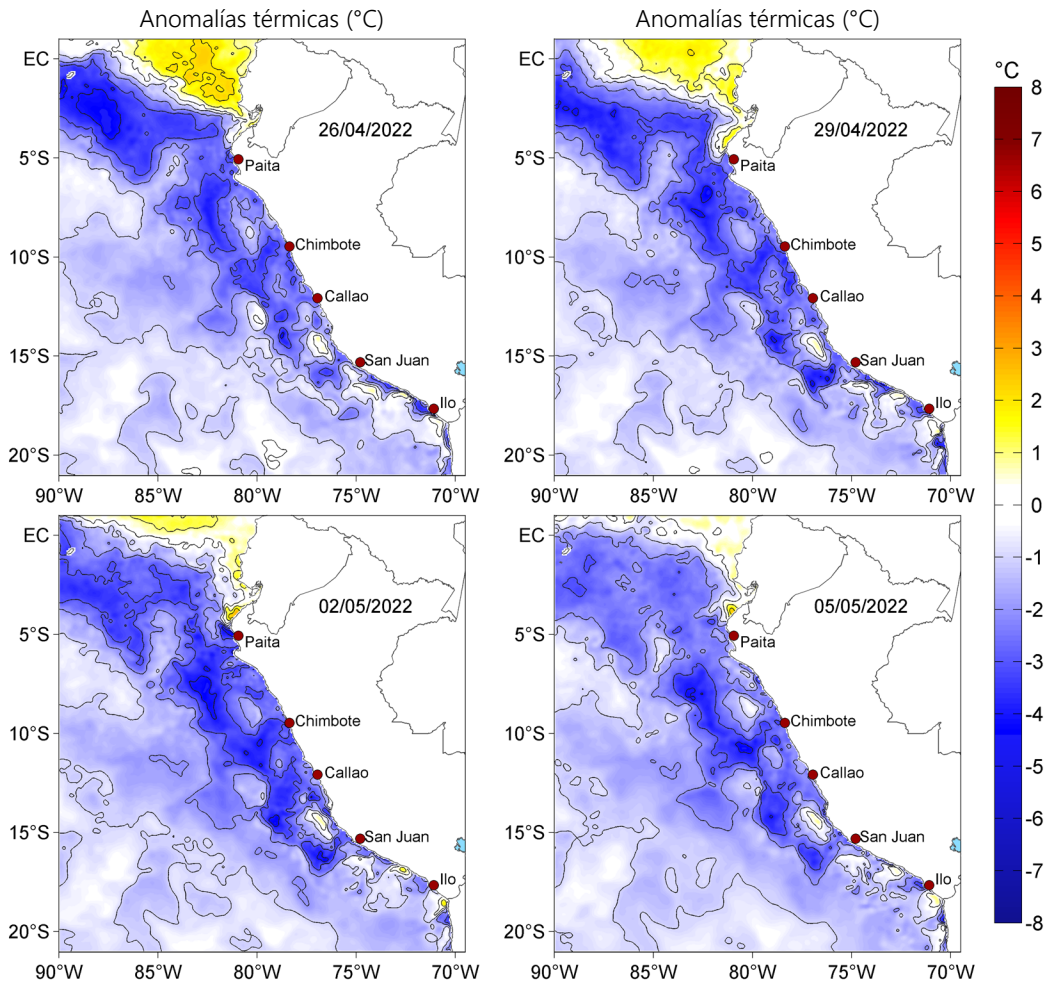 Anomalías térmicas (°C)
Anomalías térmicas (°C)
°C
8
7
6
5
4
3
2
1
0
-1
-2
-3
-4
-5
-6
-7
-8
EC
5°S
10°S
15°S
20°S
90°W
85°W
80°W
75°W
70°W
26/04/2022
Paita
Chimbote
Callao
San Juan
Ilo
EC
5°S
10°S
15°S
20°S
90°W
85°W
80°W
75°W
70°W
29/04/2022
Paita
Chimbote
Callao
San Juan
Ilo
EC
5°S
10°S
15°S
20°S
90°W
85°W
80°W
75°W
70°W
02/05/2022
Paita
Chimbote
Callao
San Juan
Ilo
EC
5°S
10°S
15°S
20°S
90°W
85°W
80°W
75°W
70°W
05/05/2022
Paita
Chimbote
Callao
San Juan
Ilo